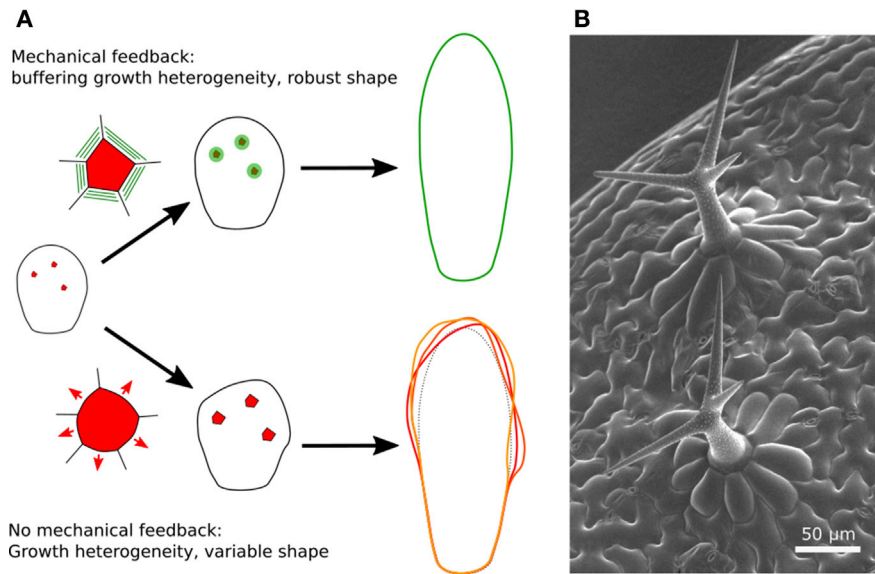 A
B
Mechanical feedback:
buffering growth heterogeneity, robust shape
No mechanical feedback:
Growth heterogeneity, variable shape
50 µm